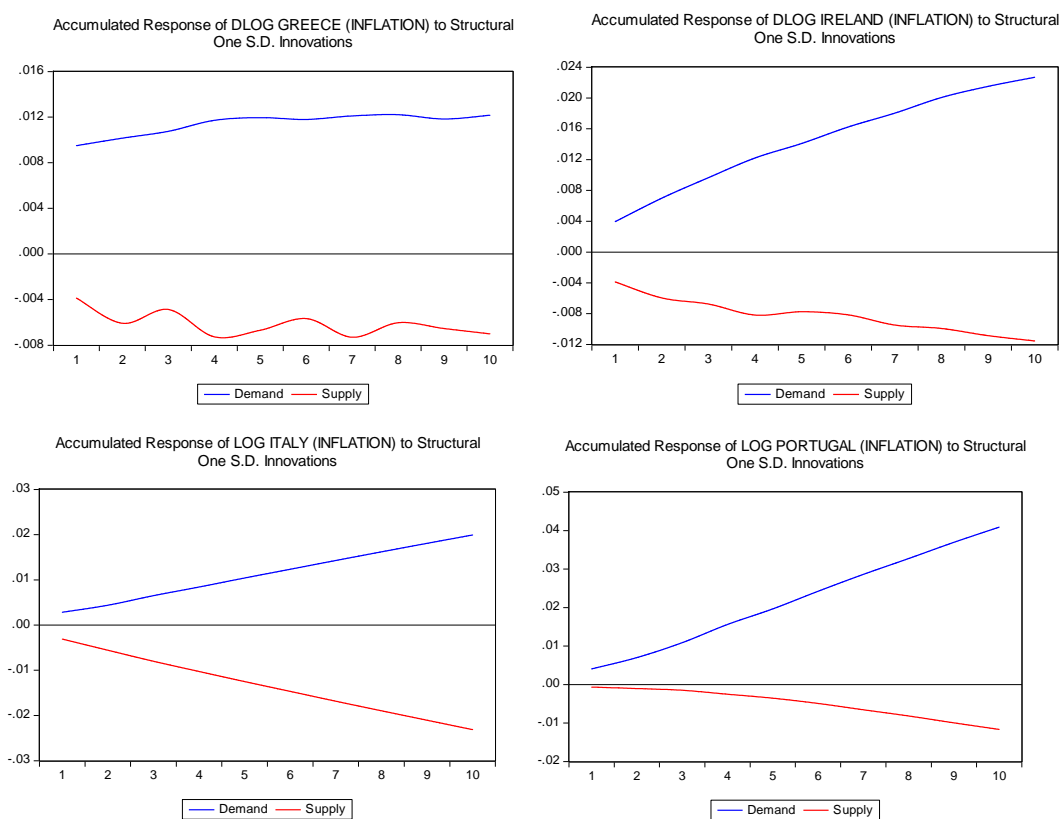 Accumulated Response of DLOG GREECE (INFLATION) to Structural
One S.D. Innovations
.016
.012
.008
.004
.000
-.004
-.008
1 2 3 4 5 6 7 8 9 10
Demand Supply
Accumulated Response of DLOG IRELAND (INFLATION) to Structural
One S.D. Innovations
.024
.020
.016
.012
.008
.004
.000
-.004
-.008
-.012
1 2 3 4 5 6 7 8 9 10
Demand Supply
Accumulated Response of LOG ITALY (INFLATION) to Structural
One S.D. Innovations
.03
.02
.01
.00
-.01
-.02
-.03
1 2 3 4 5 6 7 8 9 10
Demand Supply
Accumulated Response of LOG PORTUGAL (INFLATION) to Structural
One S.D. Innovations
.05
.04
.03
.02
.01
.00
-.01
-.02
1 2 3 4 5 6 7 8 9 10
Demand Supply